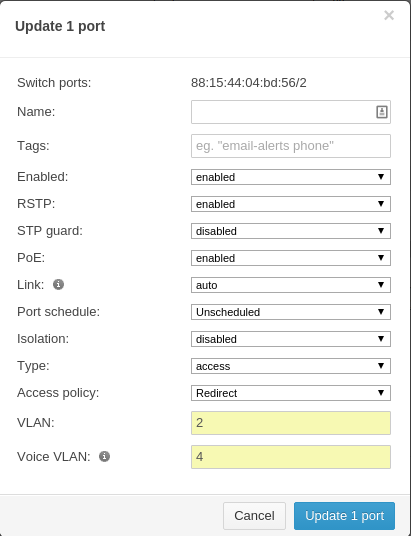 Update 1 port
×
Switch ports: 88:15:44:04:bd:56/2
Name:
Tags: eg. "email-alerts phone"
Enabled: enabled
RSTP: enabled
STP guard: disabled
PoE: enabled
Link: auto
Port schedule: Unscheduled
Isolation: disabled
Type: access
Access policy: Redirect
VLAN: 2
Voice VLAN: 4
Cancel Update 1 port